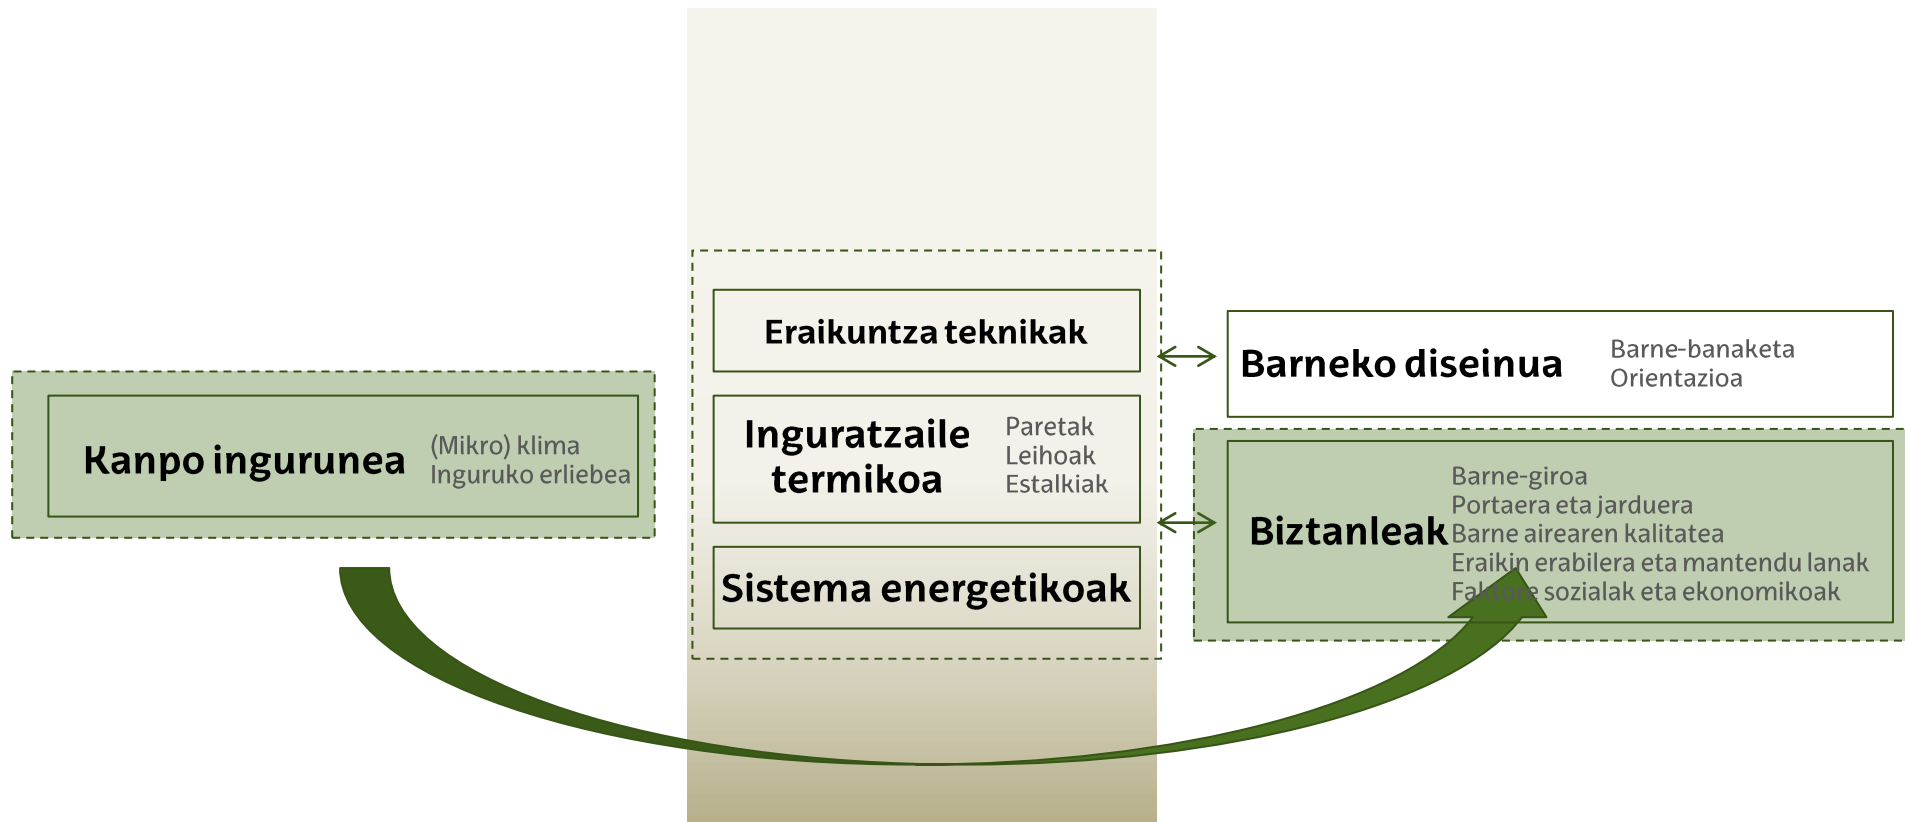 Kanpo ingurunea
(Mikro) klima
Inguruko erliebea
Eraikuntza teknikak
Inguratzaile
termikoa
Paretak
Leihoak
Estalkiak
Sistema energetikoak
Barneko diseinua
Barne-banaketa
Orientazioa
Biztanleak
Barne-giroa
Portaera eta jarduera
Barne airearen kalitatea
Eraikin erabilera eta mantendu lanak
Faktore sozialak eta ekonomikoak